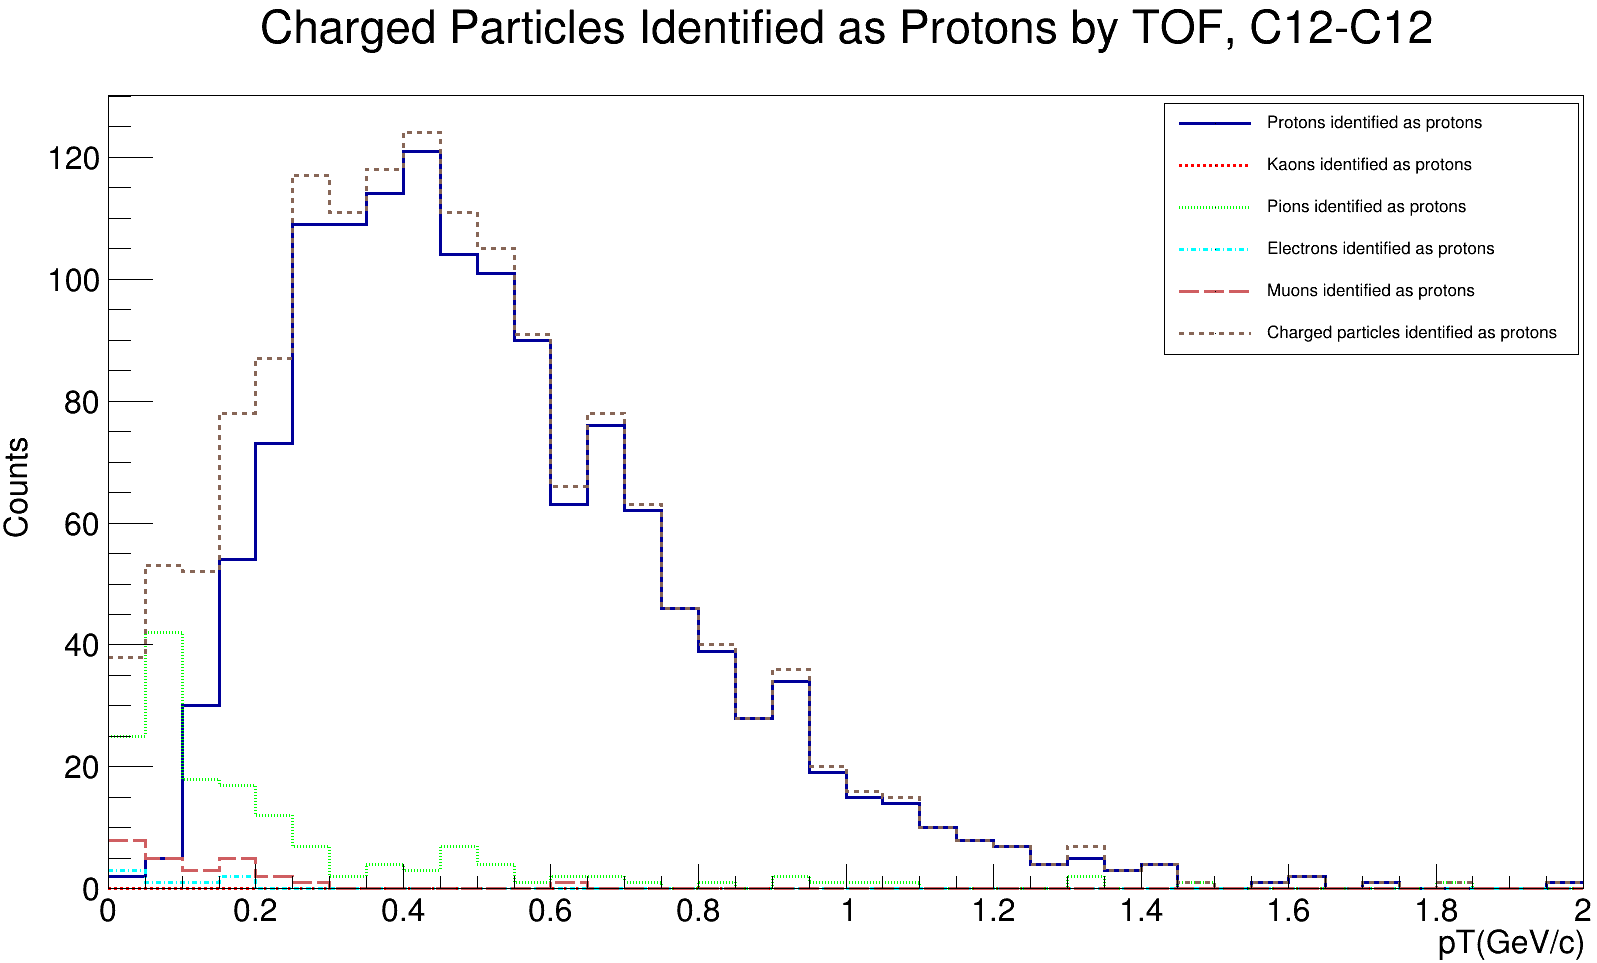 Charged Particles Identified as Protons by TOF, C12-C12
Protons identified as protons
Kaons identified as protons
Pions identified as protons
Electrons identified as protons
Muons identified as protons
Charged particles identified as protons
Counts
120
100
80
60
40
20
0
0 0.2 0.4 0.6 0.8 1 1.2 1.4 1.6 1.8 2
pT(GeV/c)